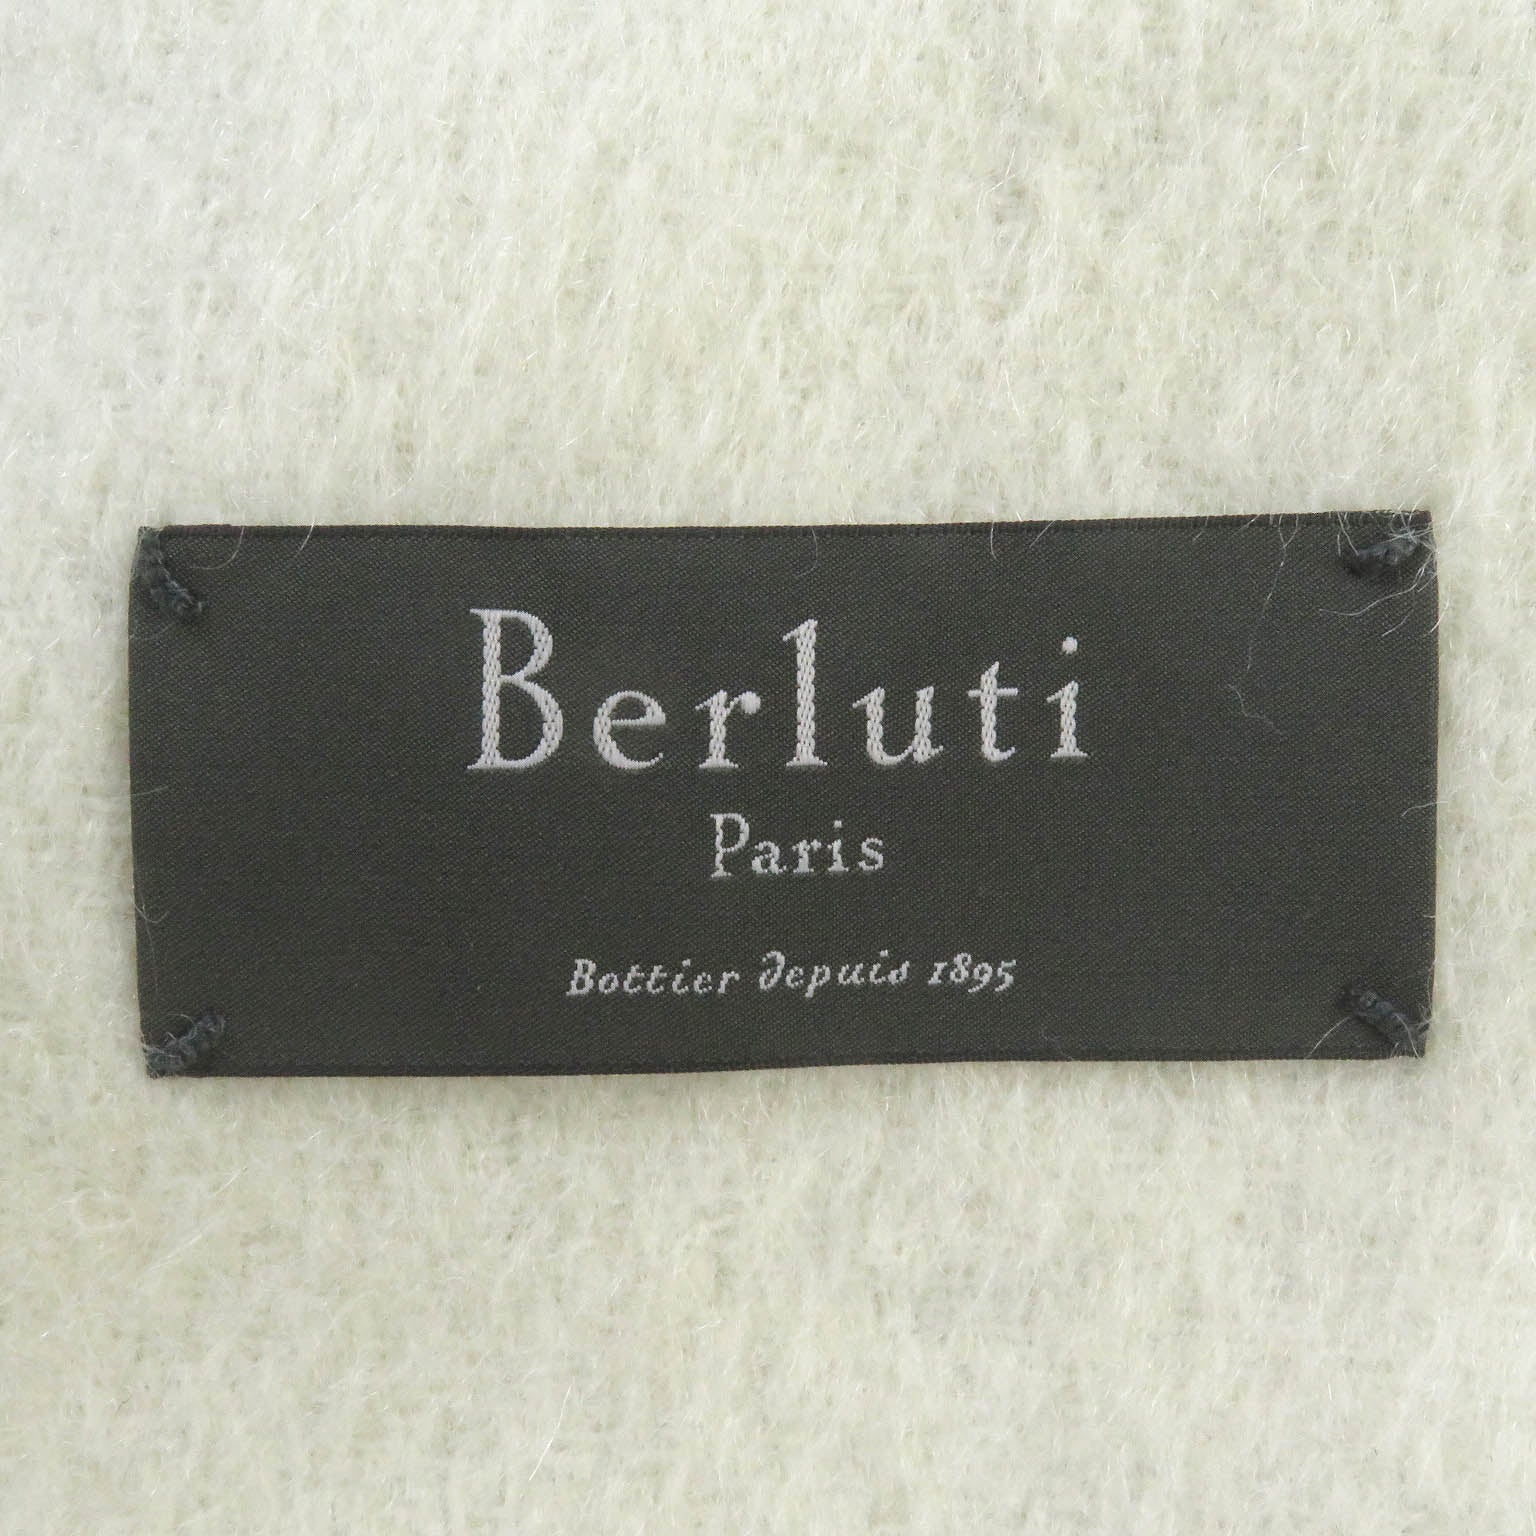 Berluti
Paris
Bottier depuis 1895